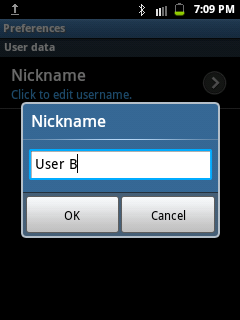 7:09 PM
Preferences
User data
Nickname
Click to edit username.
Nickname
User B
OK
Cancel